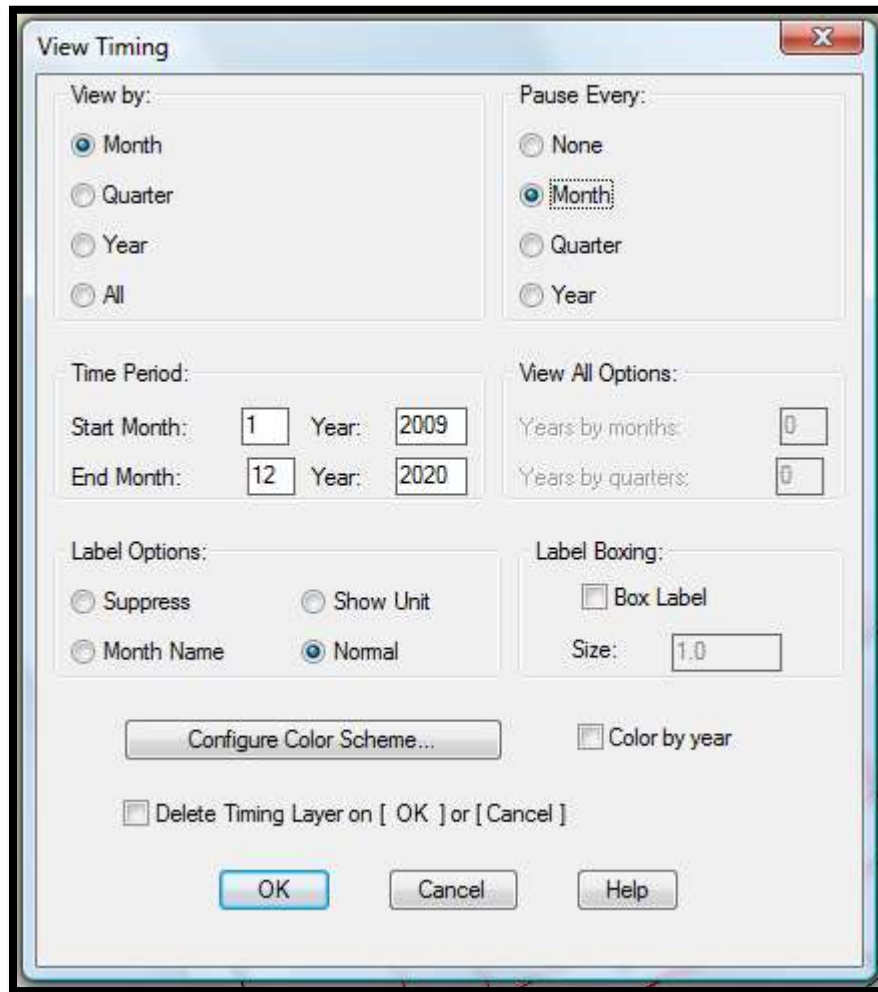 View Timing
View by:
Month
Quarter
Year
All
Pause Every:
None
Month
Quarter
Year
Time Period:
Start Month: 1 Year: 2009
End Month: 12 Year: 2020
View All Options:
Years by months: 0
Years by quarters: 0
Label Options:
Suppress
Show Unit
Month Name
Normal
Label Boxing:
Box Label
Size: 1.0
Configure Color Scheme...
Color by year
Delete Timing Layer on [ OK ] or [ Cancel ]
OK
Cancel
Help